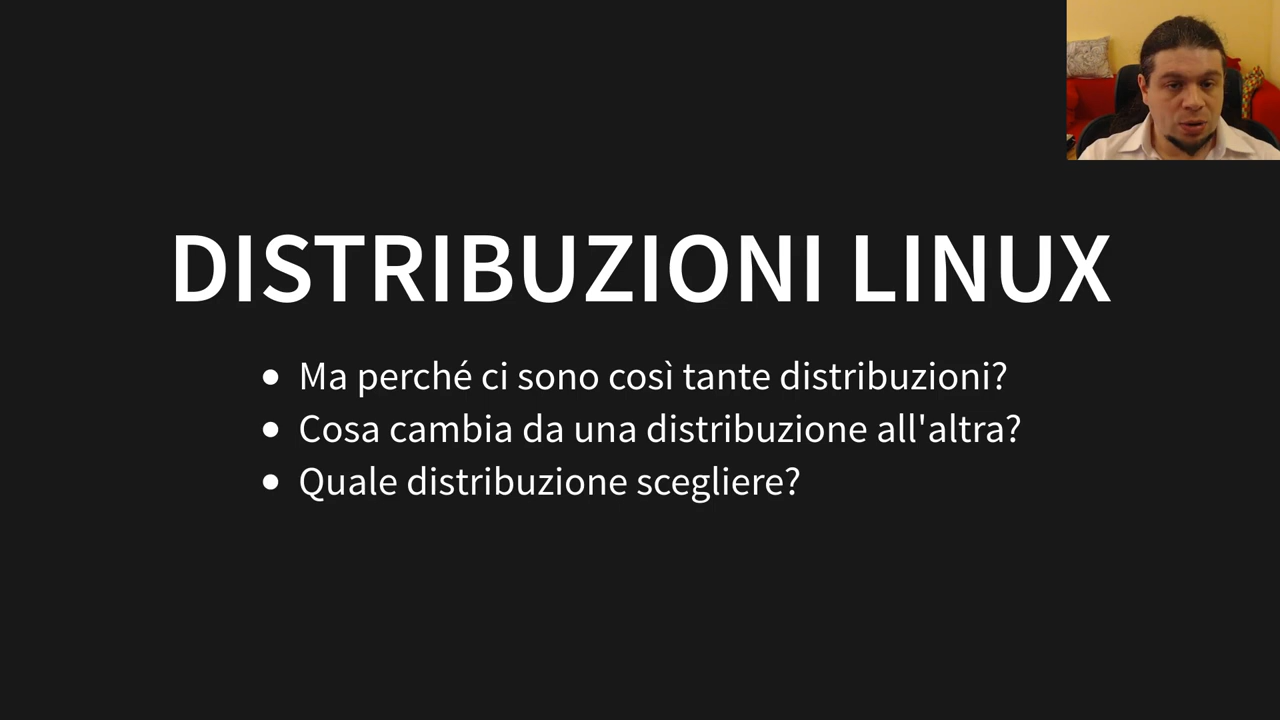 DISTRIBUZIONI LINUX
Ma perché ci sono così tante distribuzioni?
Cosa cambia da una distribuzione all'altra?
Quale distribuzione scegliere?